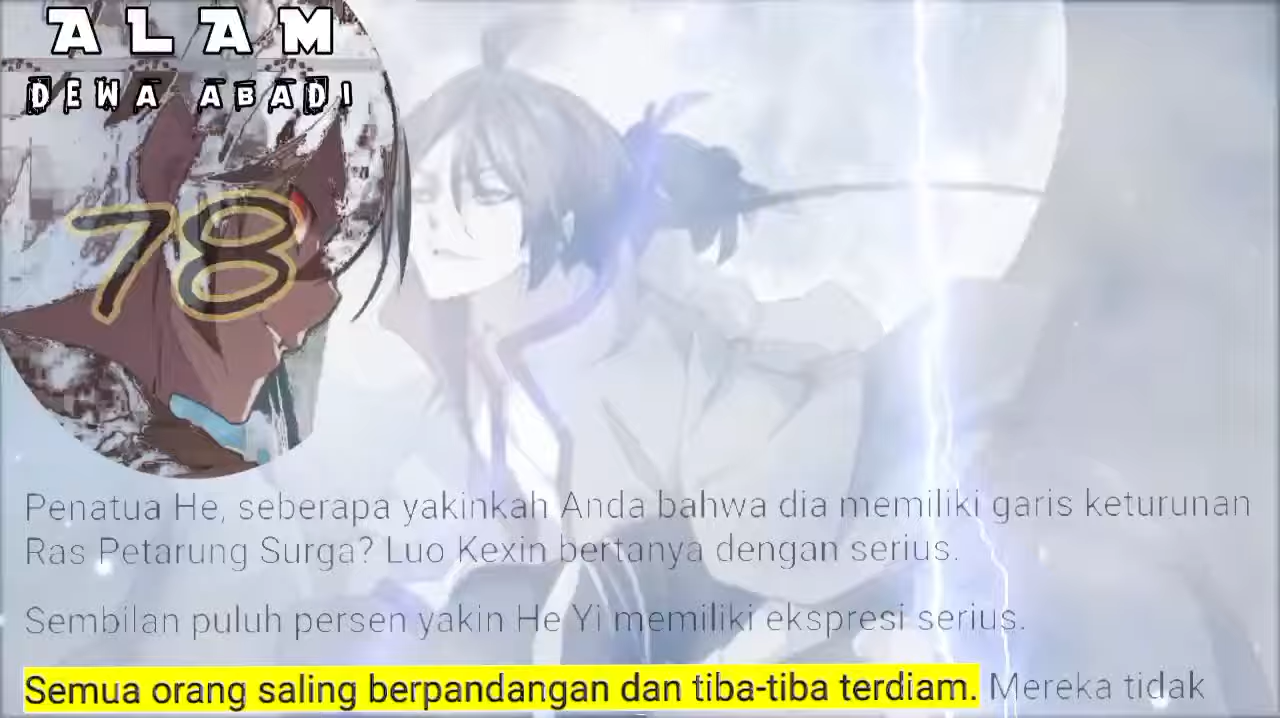 ALAM
DEWA ABADI
78
Penatua He, seberapa yakinkah Anda bahwa dia memiliki garis keturunan
Ras Petarung Surga? Luo Kexin bertanya dengan serius.
Sembilan puluh persen yakin He Yi memiliki ekspresi serius.
Semua orang saling berpandangan dan tiba-tiba terdiam. Mereka tidak